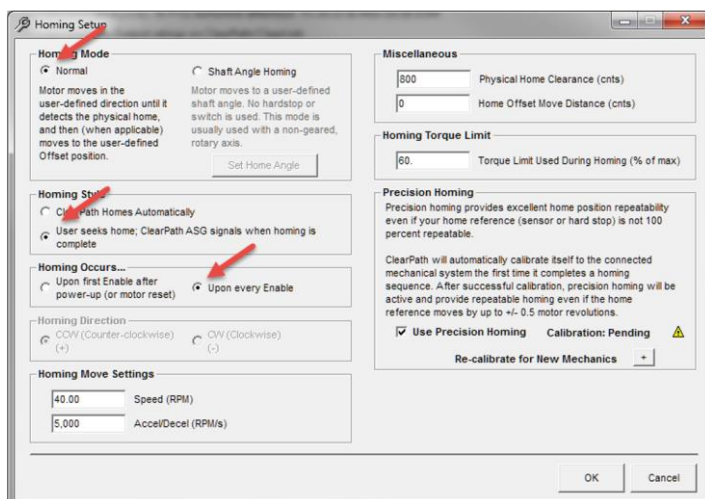 Homing Setup
Homing Mode
Normal
Motor moves in the
user-defined direction until it
detects the physical home,
and then (when applicable)
moves to the user-defined
Offset position.
Shaft Angle Homing
Motor moves to a user-defined
shaft angle. No hardstop or
switch is used. This mode is
usually used with a non-geared,
rotary axis.
Set Home Angle
Homing Style
ClearPath Homes Automatically
User seeks home; ClearPath ASG signals when homing is
complete
Homing Occurs...
Upon first Enable after
power-up (or motor reset)
Upon every Enable
Homing Direction
CCW (Counter-clockwise)
(+)
CW (Clockwise)
(-)
Homing Move Settings
40.00 Speed (RPM)
5,000 Accel/Decel (RPM/s)
Miscellaneous
800 Physical Home Clearance (cnts)
0 Home Offset Move Distance (cnts)
Homing Torque Limit
60. Torque Limit Used During Homing (% of max)
Precision Homing
Precision homing provides excellent home position repeatability
even if your home reference (sensor or hard stop) is not 100
percent repeatable.
ClearPath will automatically calibrate itself to the connected
mechanical system the first time it completes a homing
sequence. After successful calibration, precision homing will be
active and provide repeatable homing even if the home
reference moves by up to +/- 0.5 motor revolutions.
Use Precision Homing Calibration: Pending
Re-calibrate for New Mechanics +
OK Cancel